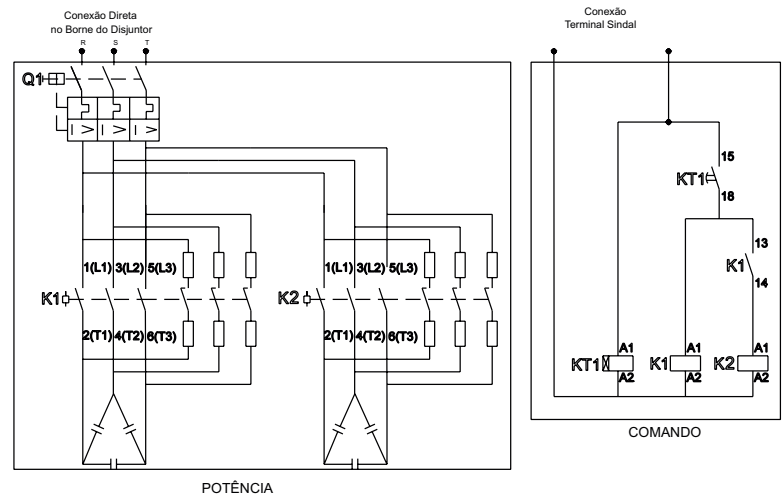 Conexão Direta
no Borne do Disjuntor
R S T
Q1
I > I > I >
1(L1) 3(L2) 5(L3)
K1
2(T1) 4(T2) 6(T3)
1(L1) 3(L2) 5(L3)
K2
2(T1) 4(T2) 6(T3)
POTÊNCIA
Conexão
Terminal Sindal
15
KT1
18
13
K1
14
KT1 A1 A2
K1 A1 A2
K2 A1 A2
COMANDO